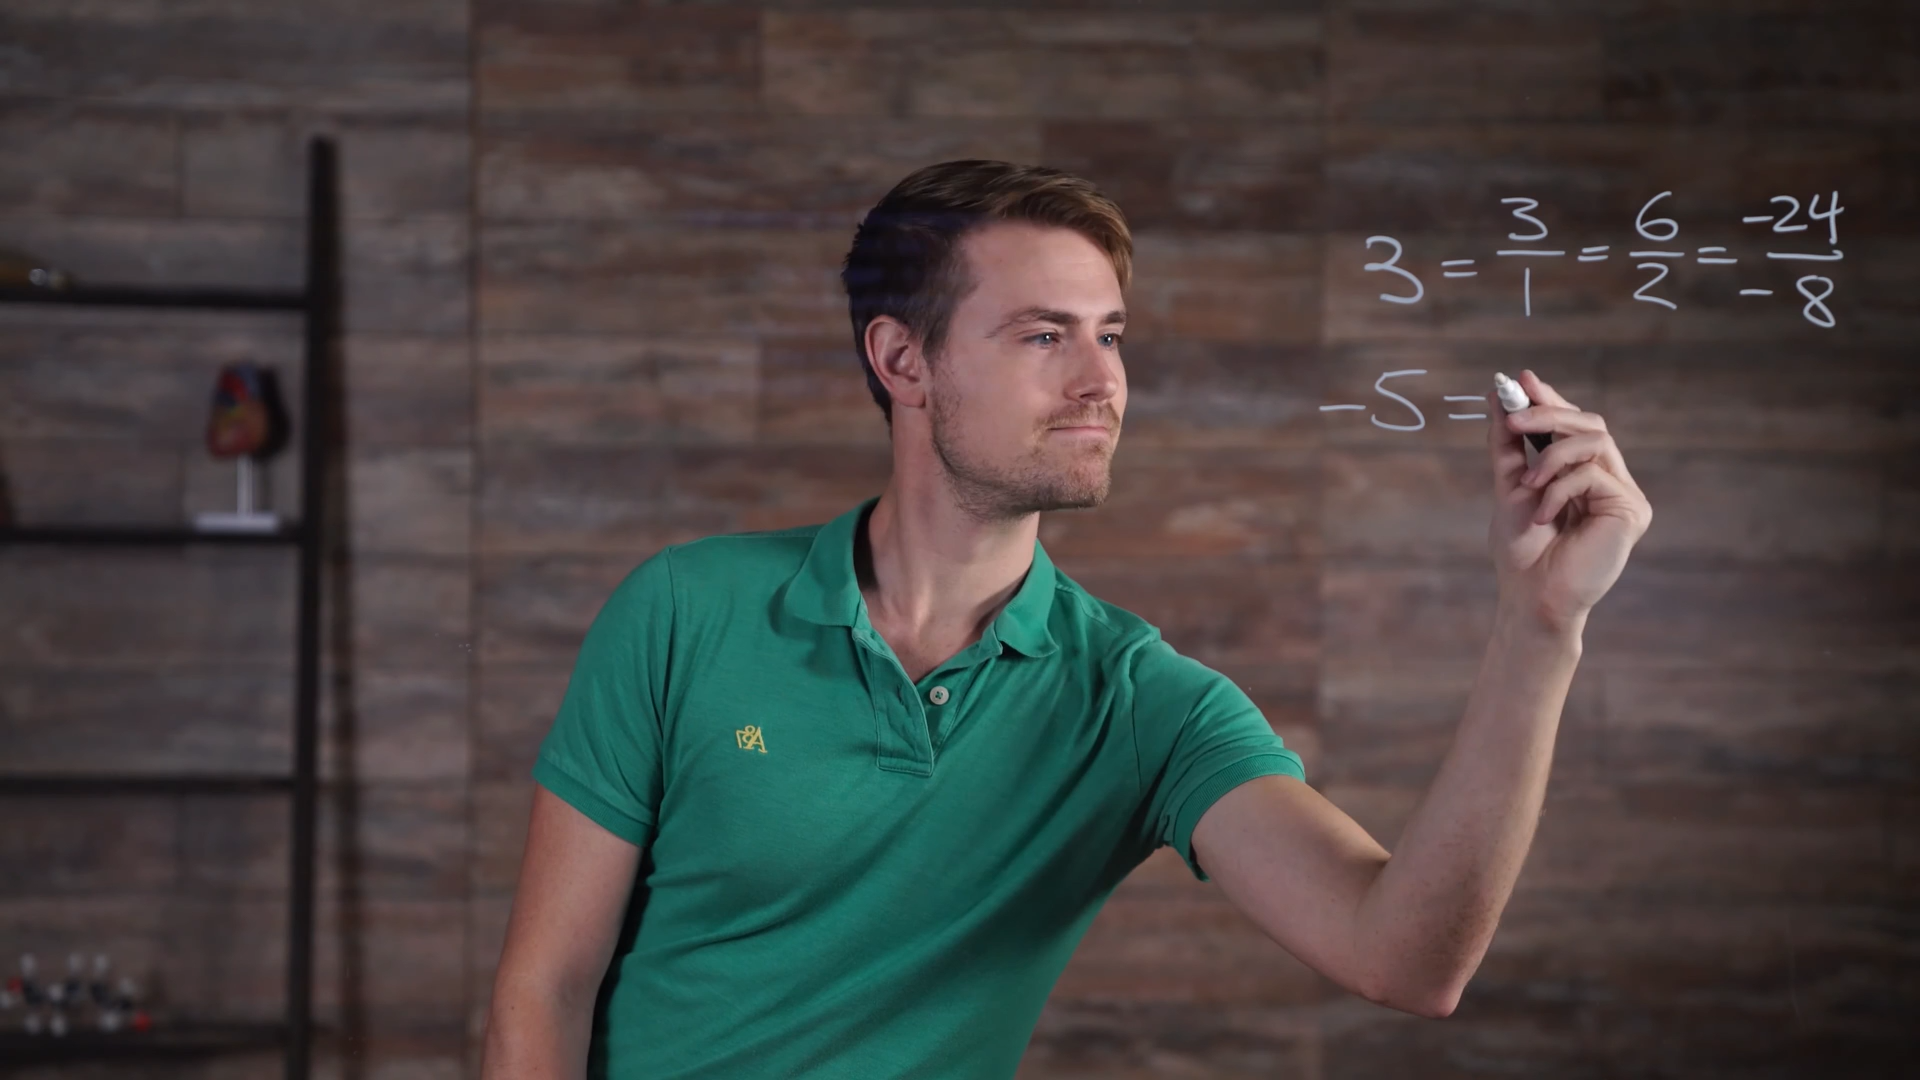 3 = 3/1 = 6/2 = -24/-8
-5 =